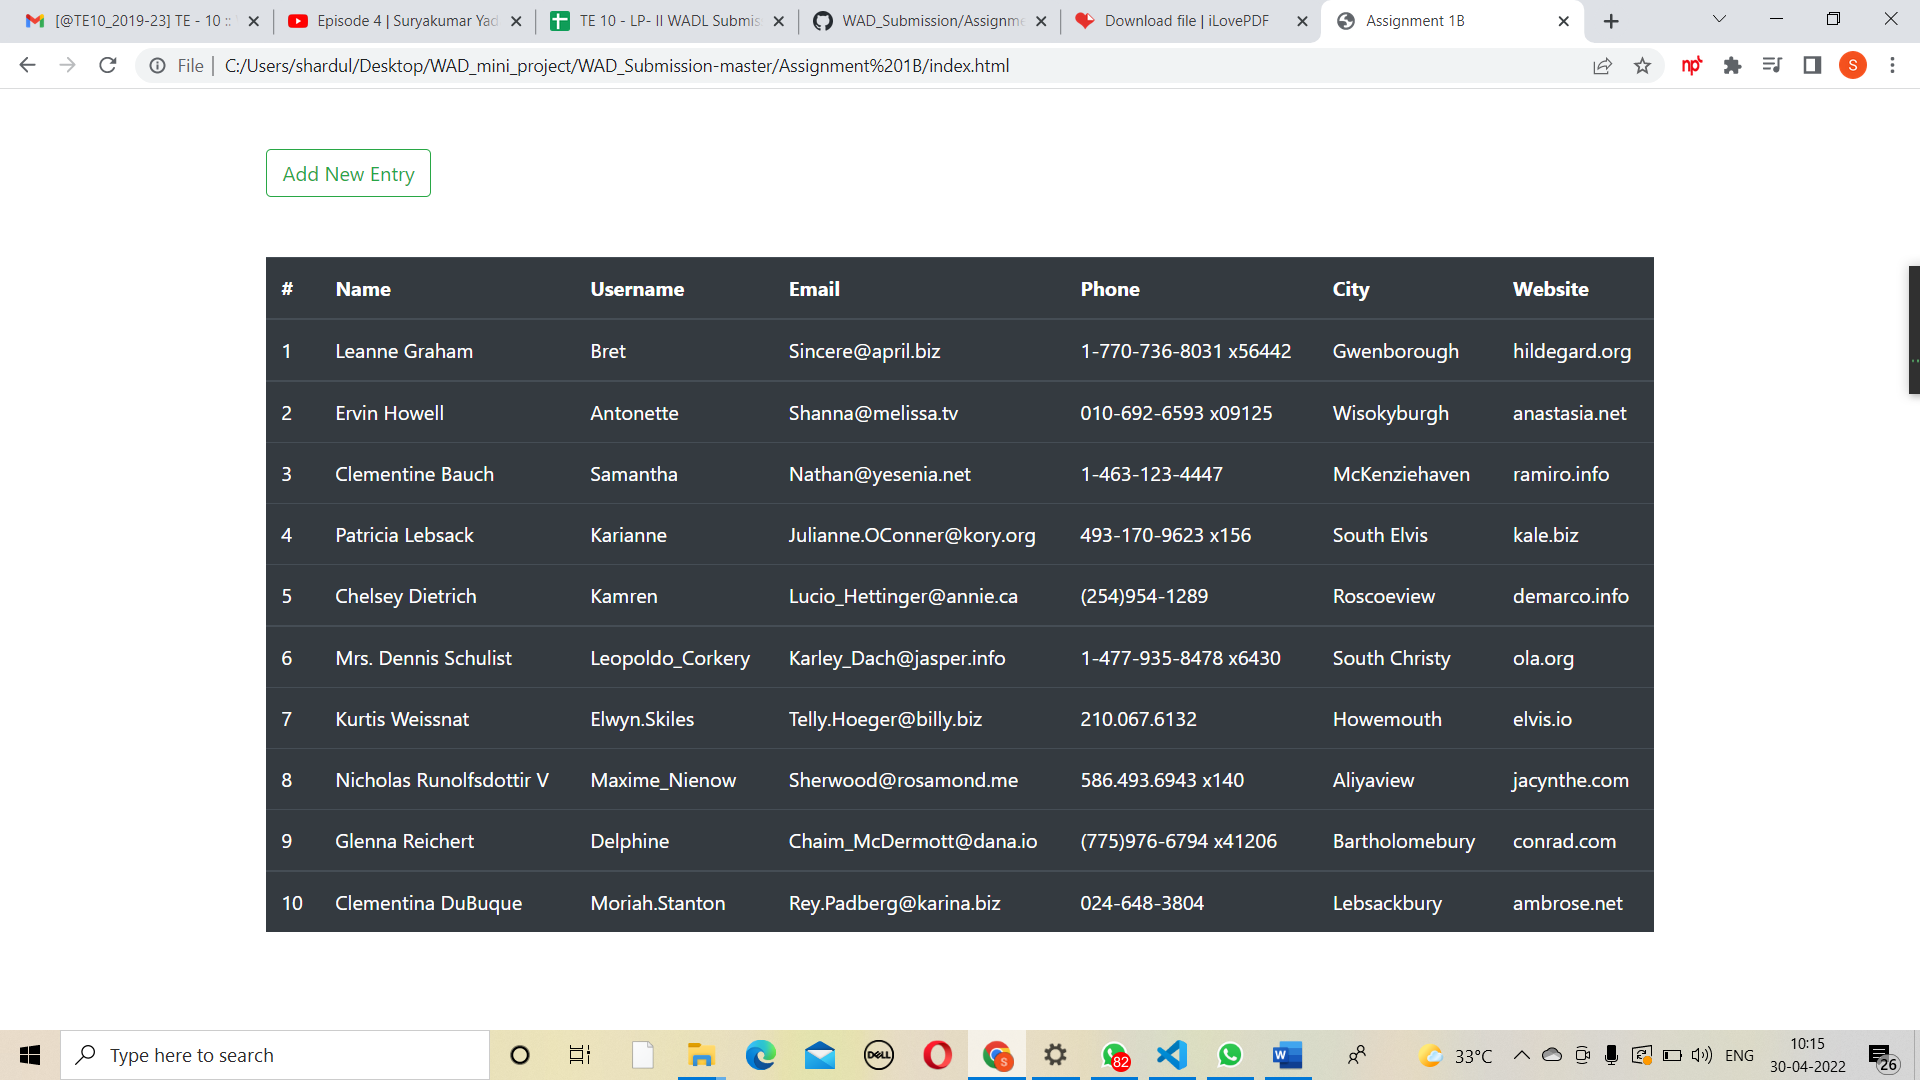 [@TE10_2019-23] TE - 10 ::
Episode 4 | Suryakumar Yad
TE 10 - LP- II WADL Submis
WAD_Submission/Assignme
Download file | iLovePDF
Assignment 1B
File | C:/Users/shardul/Desktop/WAD_mini_project/WAD_Submission-master/Assignment%201B/index.html
S
Add New Entry
# Name Username Email Phone City Website
1 Leanne Graham Bret Sincere@april.biz 1-770-736-8031 x56442 Gwenborough hildegard.org
2 Ervin Howell Antonette Shanna@melissa.tv 010-692-6593 x09125 Wisokyburgh anastasia.net
3 Clementine Bauch Samantha Nathan@yesenia.net 1-463-123-4447 McKenziehaven ramiro.info
4 Patricia Lebsack Karianne Julianne.OConner@kory.org 493-170-9623 x156 South Elvis kale.biz
5 Chelsey Dietrich Kamren Lucio_Hettinger@annie.ca (254)954-1289 Roscoeview demarco.info
6 Mrs. Dennis Schulist Leopoldo_Corkery Karley_Dach@jasper.info 1-477-935-8478 x6430 South Christy ola.org
7 Kurtis Weissnat Elwyn.Skiles Telly.Hoeger@billy.biz 210.067.6132 Howemouth elvis.io
8 Nicholas Runolfsdottir V Maxime_Nienow Sherwood@rosamond.me 586.493.6943 x140 Aliyaview jacynthe.com
9 Glenna Reichert Delphine Chaim_McDermott@dana.io (775)976-6794 x41206 Bartholomebury conrad.com
10 Clementina DuBuque Moriah.Stanton Rey.Padberg@karina.biz 024-648-3804 Lebsackbury ambrose.net
Type here to search
DELL
82
33°C
ENG
10:15
30-04-2022
26